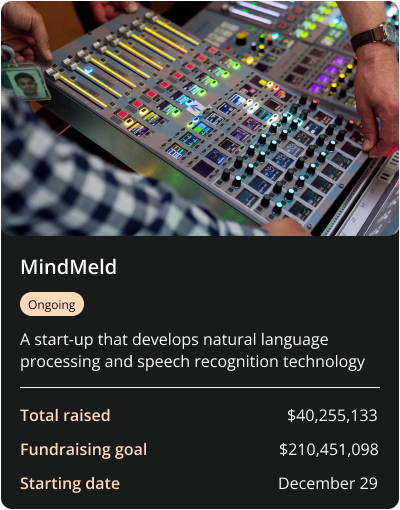 MindMeld
Ongoing
A start-up that develops natural language
processing and speech recognition technology
Total raised $40,255,133
Fundraising goal $210,451,098
Starting date December 29